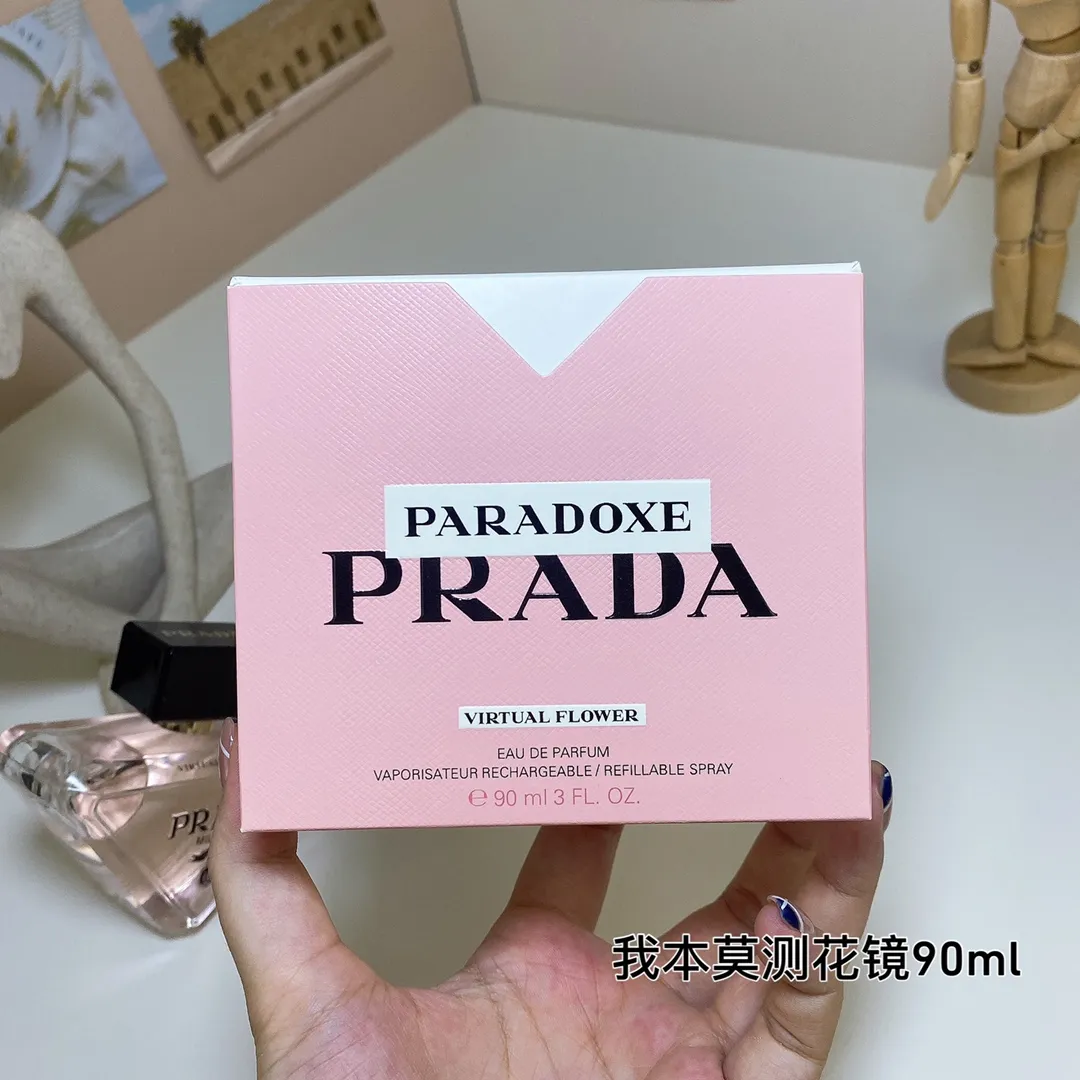 PARADOXE
PRADA
VIRTUAL FLOWER
EAU DE PARFUM
VAPORISATEUR RECHARGEABLE / REFILLABLE SPRAY
℮ 90 ml 3 FL. OZ.
我本莫测花镜90ml